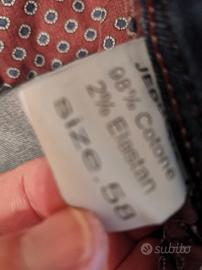 98% Cotone
2% Elastan
size.58
subito